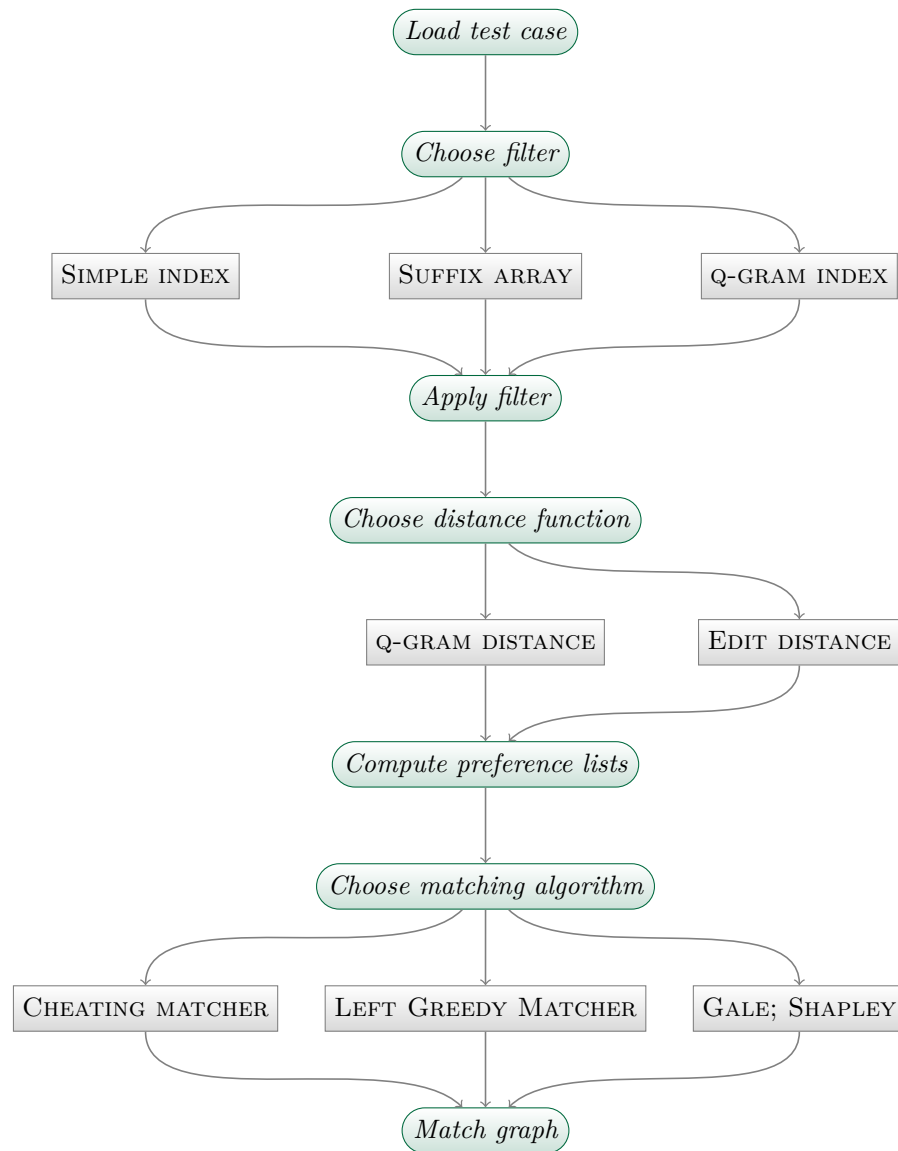 Load test case
Choose filter
Simple index
Suffix array
q-gram index
Apply filter
Choose distance function
q-gram distance
Edit distance
Compute preference lists
Choose matching algorithm
Cheating matcher
Left Greedy Matcher
Gale; Shapley
Match graph